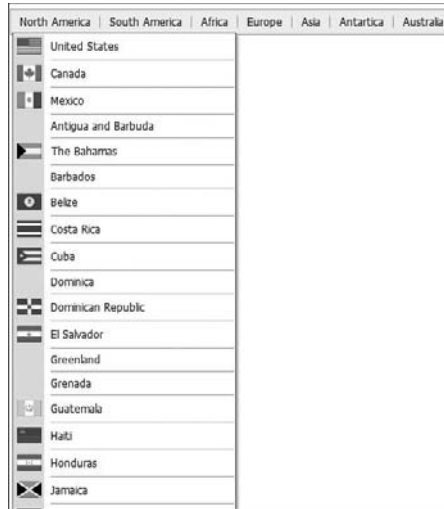 North America | South America | Africa | Europe | Asia | Antartica | Australia
United States
Canada
Mexico
Antigua and Barbuda
The Bahamas
Barbados
Belize
Costa Rica
Cuba
Dominica
Dominican Republic
El Salvador
Greenland
Grenada
Guatemala
Haiti
Honduras
Jamaica